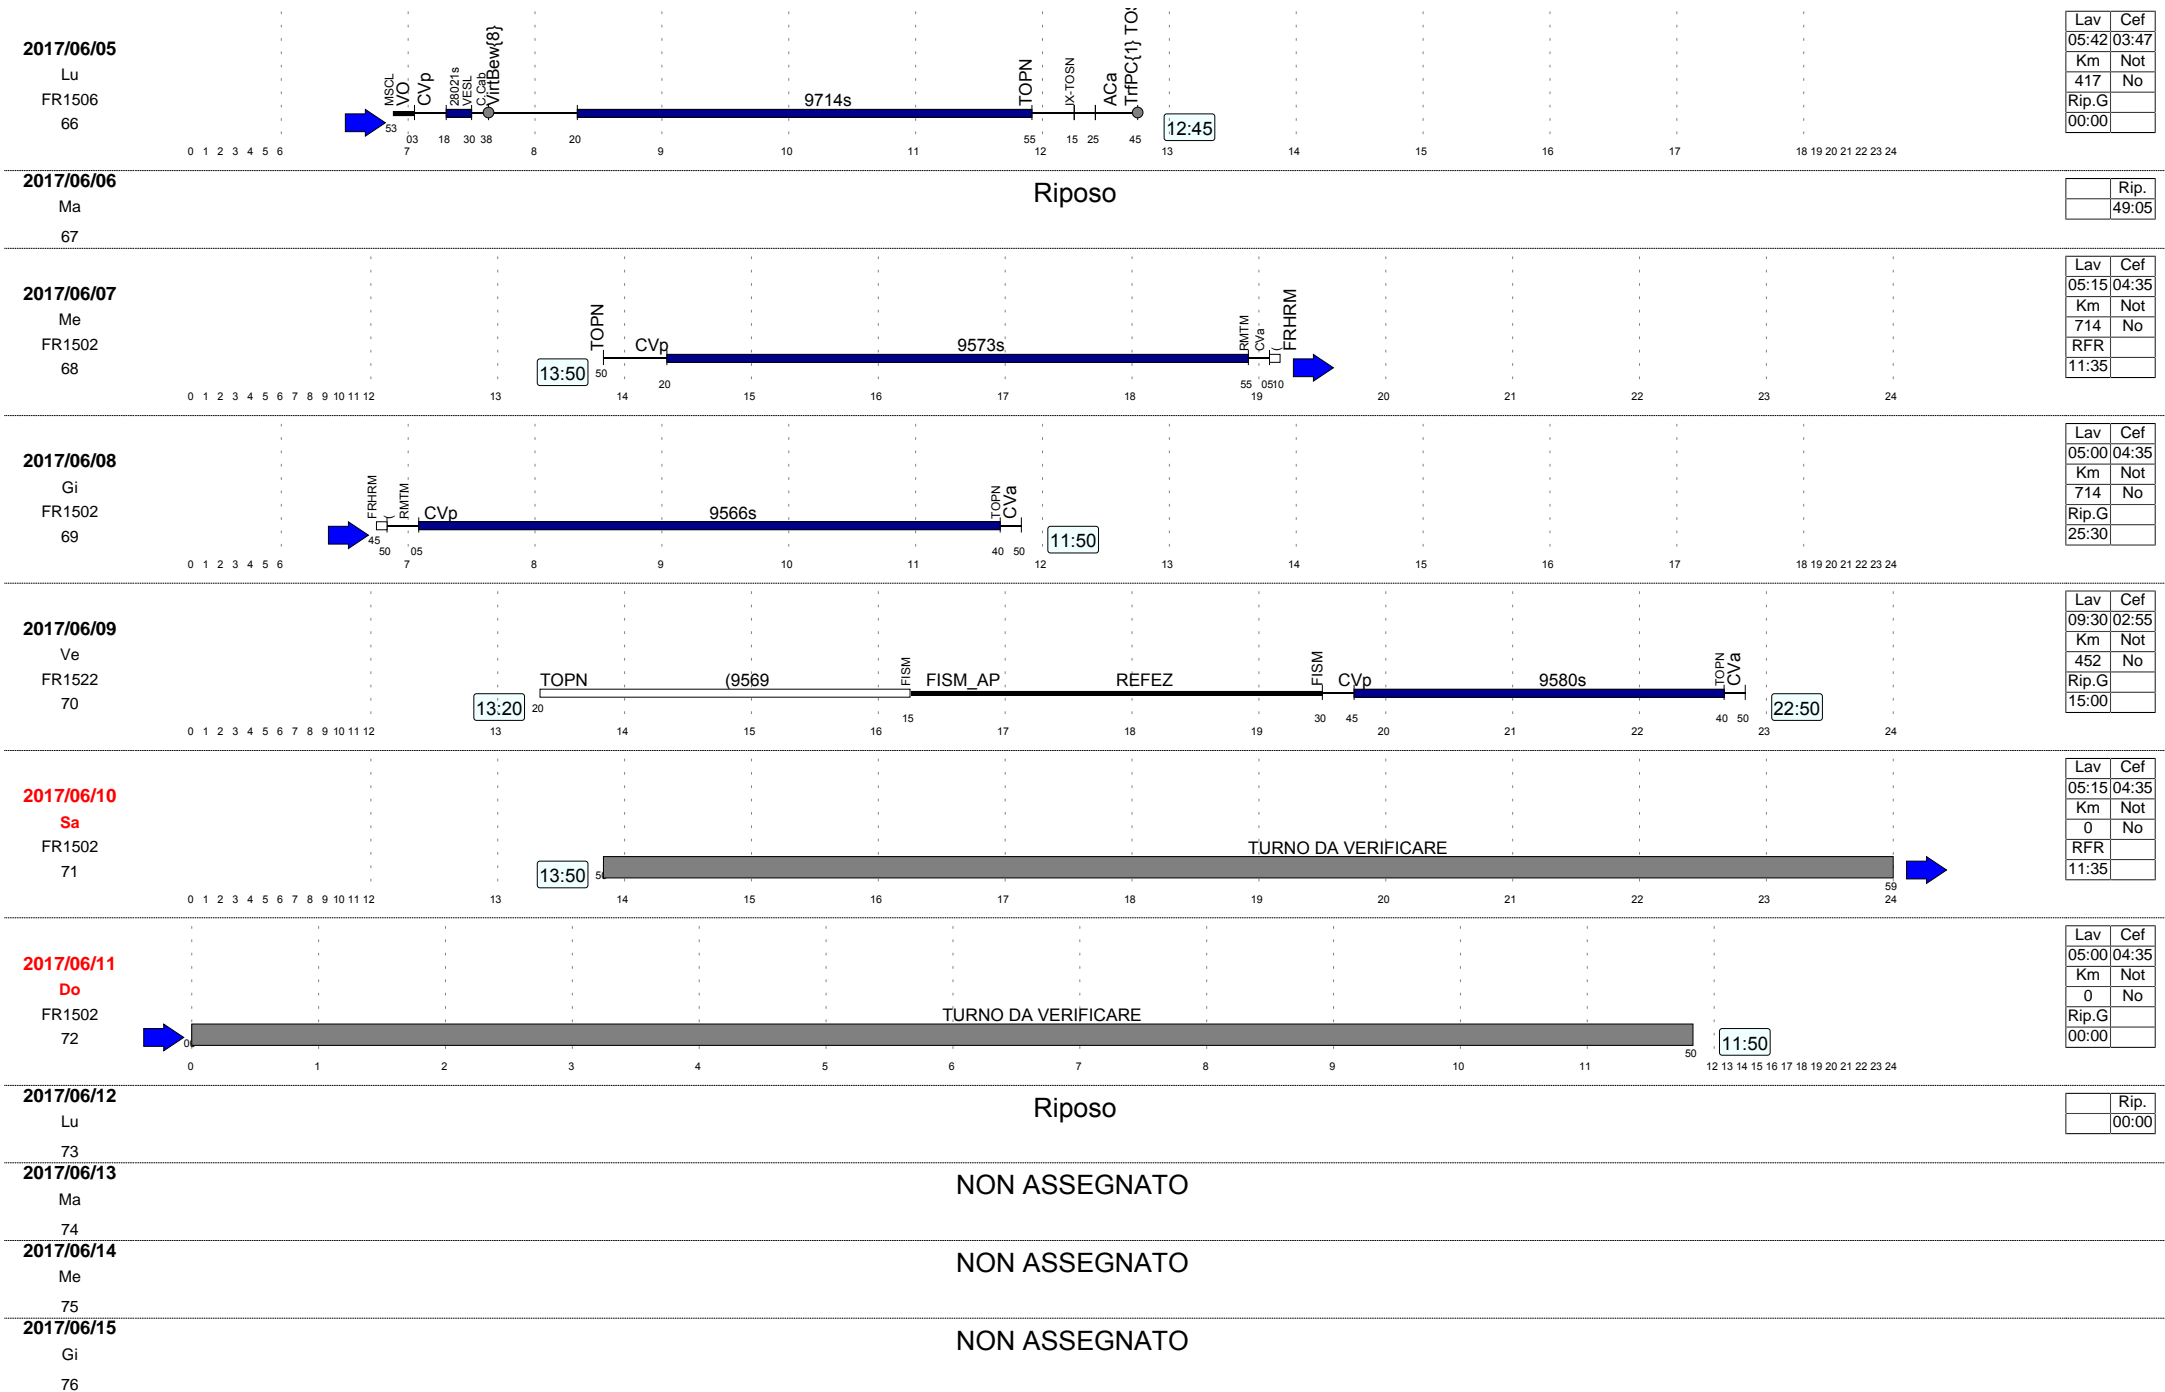 2017/06/05
Lu
FR1506
66
MSCL
VO
CVp
28021s
VESL
C.Cab
VirtBew{8}
9714s
TOPN
IX-TOSN
ACa
TrfPC{1} TO
53 03 18 30 38 20 55 15 25 45
12:45
0 1 2 3 4 5 6 7 8 9 10 11 12 13 14 15 16 17 18 19 20 21 22 23 24
Lav Cef
05:42 03:47
Km Not
417 No
Rip.G
00:00
2017/06/06
Ma
67
Riposo
Rip.
49:05
2017/06/07
Me
FR1502
68
13:50
TOPN
CVp
9573s
RMTM
CVa
(
FRHRM
50 20 55 05 10
0 1 2 3 4 5 6 7 8 9 10 11 12 13 14 15 16 17 18 19 20 21 22 23 24
Lav Cef
05:15 04:35
Km Not
714 No
RFR
11:35
2017/06/08
Gi
FR1502
69
FRHRM
(
RMTM
CVp
9566s
TOPN
CVa
45 50 05 40 50
11:50
0 1 2 3 4 5 6 7 8 9 10 11 12 13 14 15 16 17 18 19 20 21 22 23 24
Lav Cef
05:00 04:35
Km Not
714 No
Rip.G
25:30
2017/06/09
Ve
FR1522
70
13:20
TOPN
(9569
FISM
FISM_AP
REFEZ
FISM
CVp
9580s
TOPN
CVa
20 15 30 45 40 50
22:50
0 1 2 3 4 5 6 7 8 9 10 11 12 13 14 15 16 17 18 19 20 21 22 23 24
Lav Cef
09:30 02:55
Km Not
452 No
Rip.G
15:00
2017/06/10
Sa
FR1502
71
13:50
TURNO DA VERIFICARE
59
0 1 2 3 4 5 6 7 8 9 10 11 12 13 14 15 16 17 18 19 20 21 22 23 24
Lav Cef
05:15 04:35
Km Not
0 No
RFR
11:35
2017/06/11
Do
FR1502
72
TURNO DA VERIFICARE
50
11:50
0 1 2 3 4 5 6 7 8 9 10 11 12 13 14 15 16 17 18 19 20 21 22 23 24
Lav Cef
05:00 04:35
Km Not
0 No
Rip.G
00:00
2017/06/12
Lu
73
Riposo
Rip.
00:00
2017/06/13
Ma
74
NON ASSEGNATO
2017/06/14
Me
75
NON ASSEGNATO
2017/06/15
Gi
76
NON ASSEGNATO